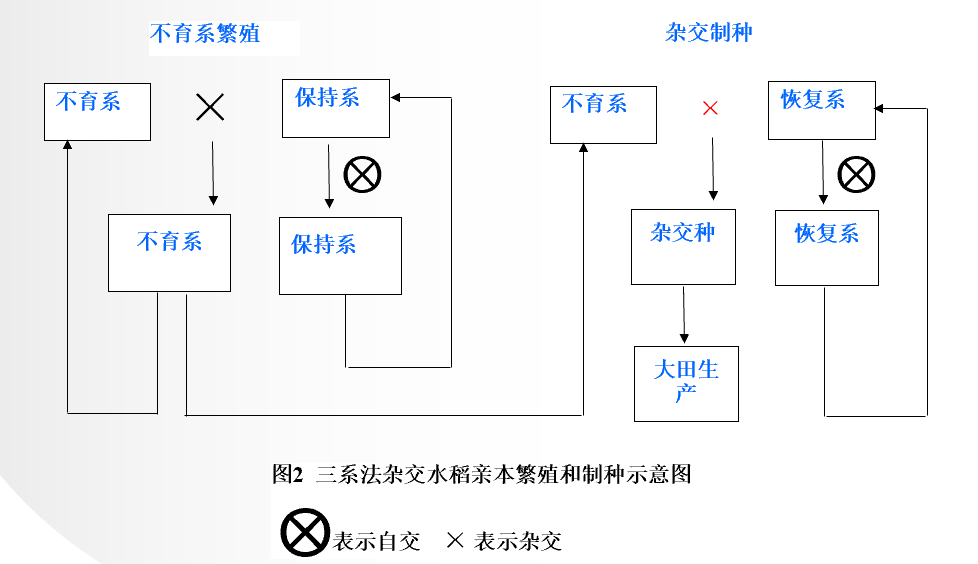 不育系繁殖
杂交制种
不育系
×
保持系
不育系
×
恢复系
不育系
保持系
杂交种
恢复系
大田生
产
图2 三系法杂交水稻亲本繁殖和制种示意图
⊗表示自交 × 表示杂交